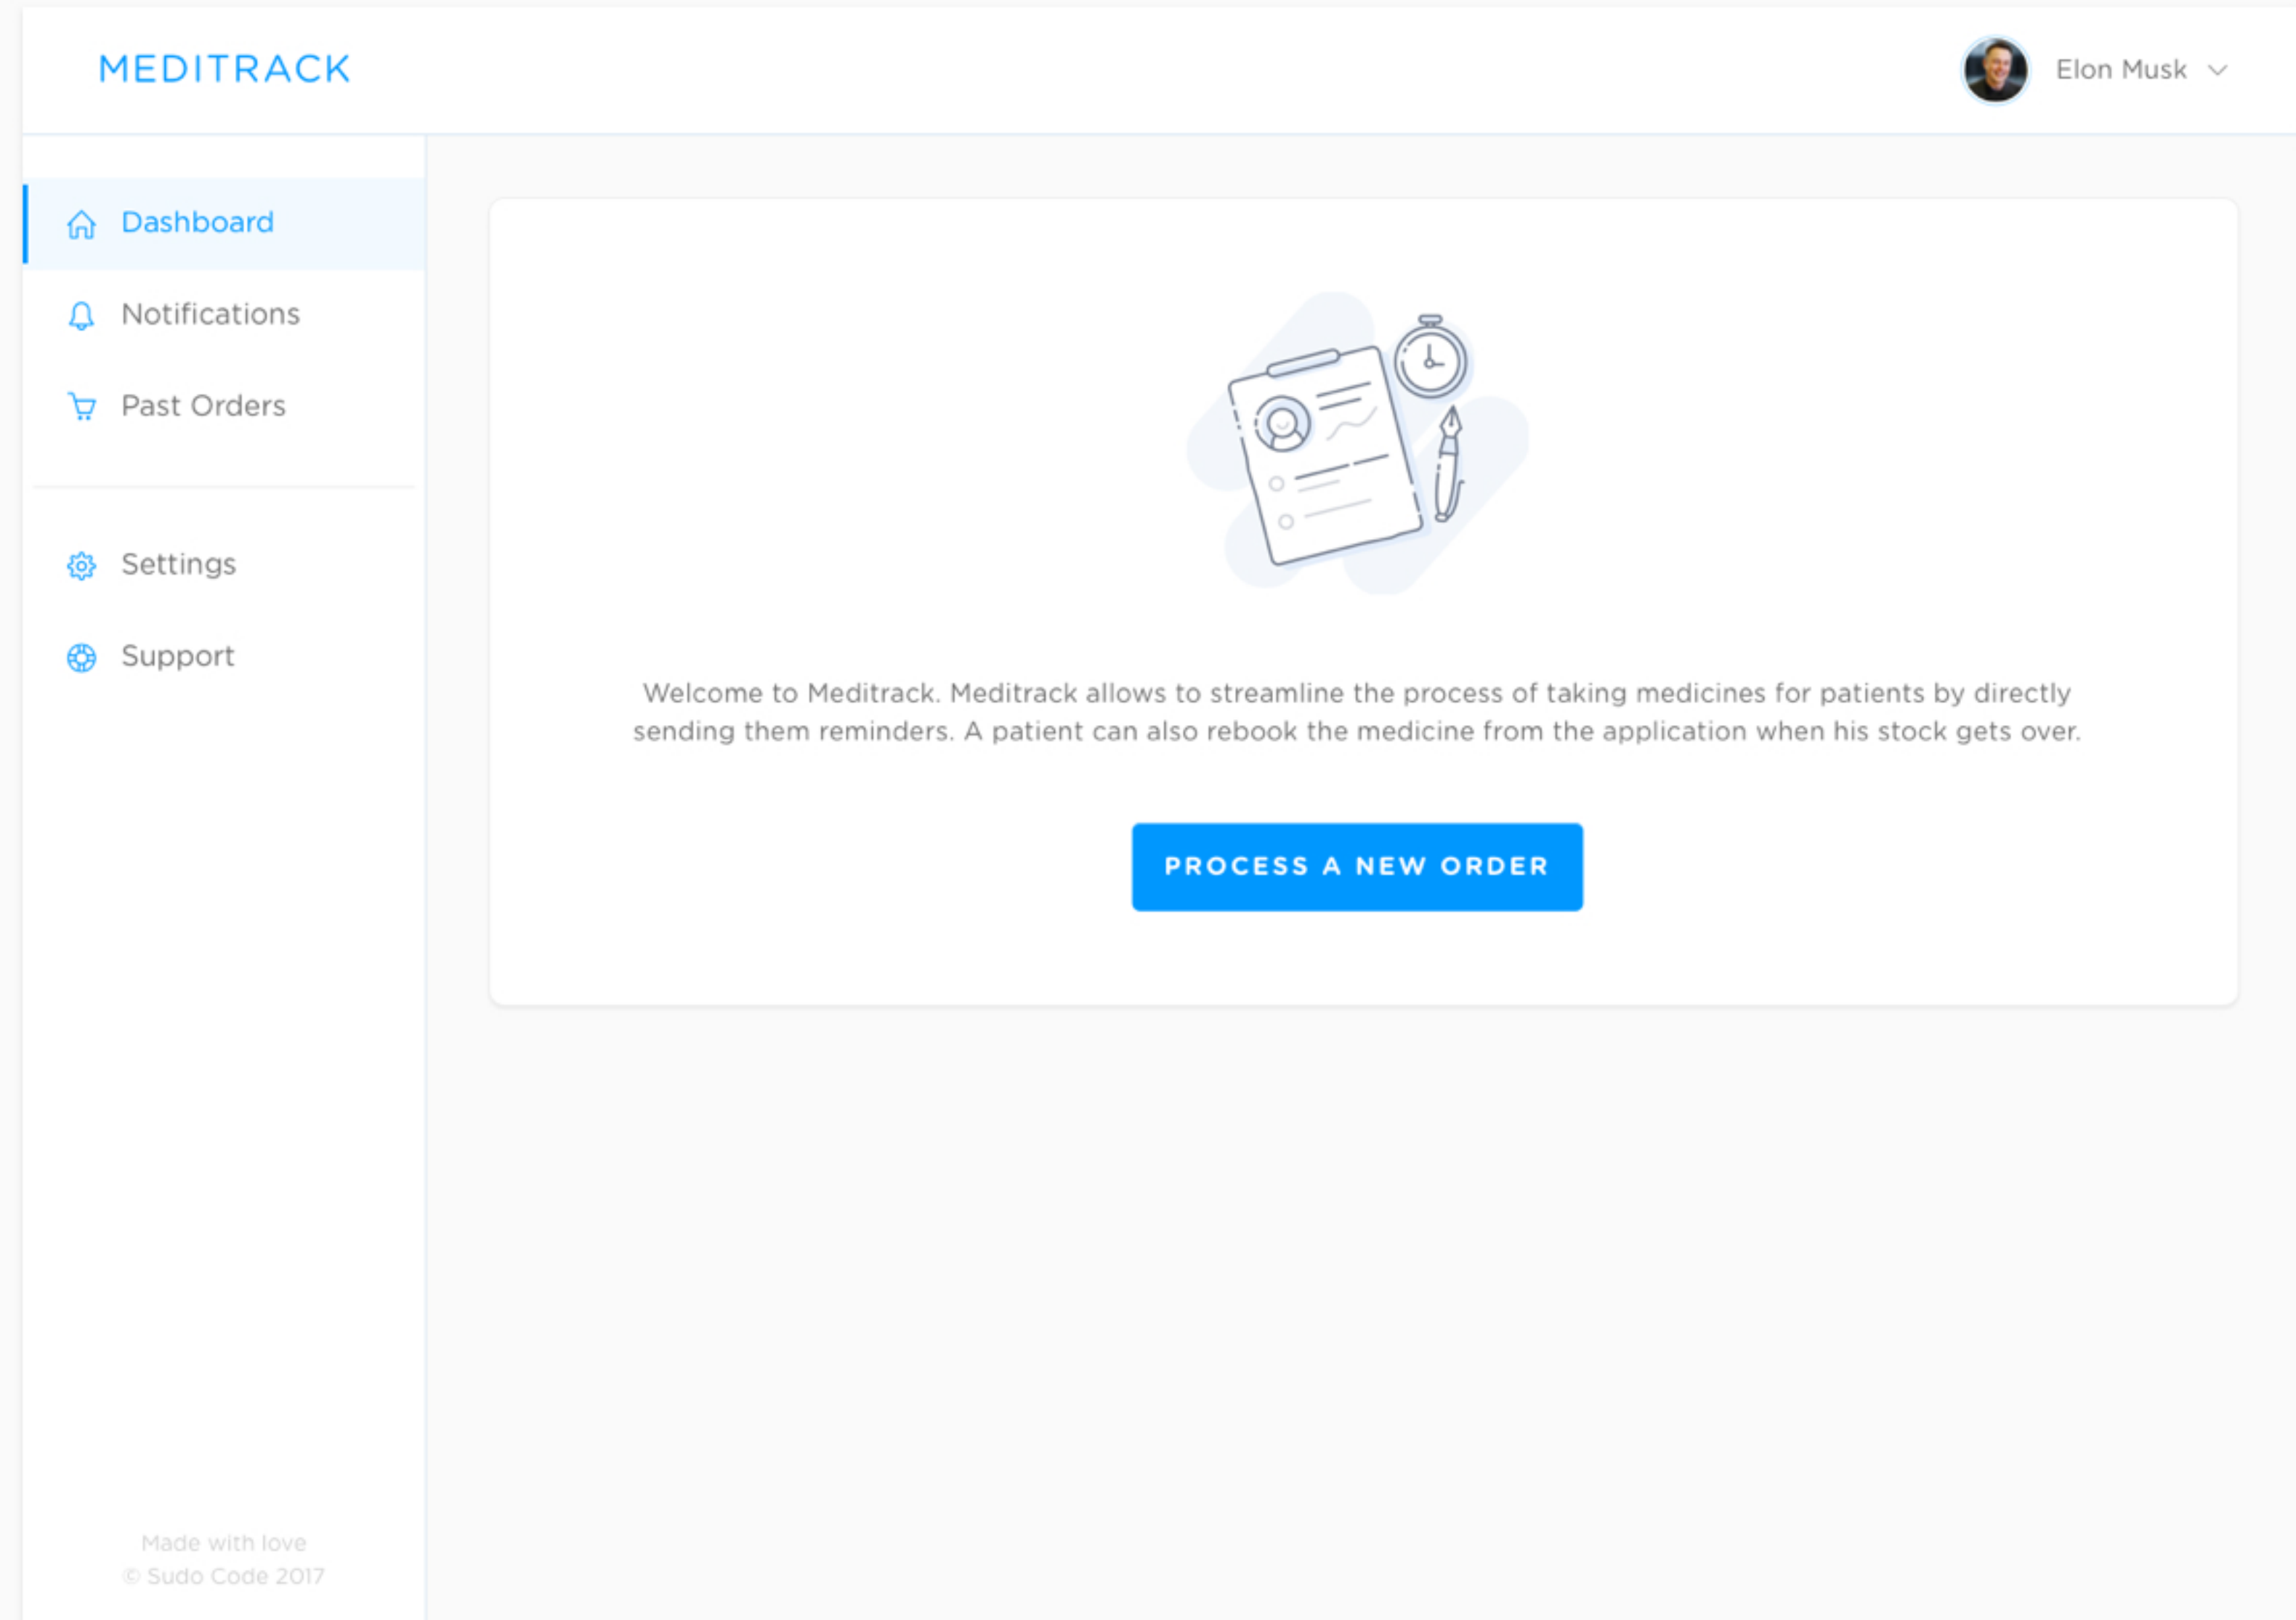 MEDITRACK
Elon Musk
Dashboard
Notifications
Past Orders
Settings
Support
Welcome to Meditrack. Meditrack allows to streamline the process of taking medicines for patients by directly
sending them reminders. A patient can also rebook the medicine from the application when his stock gets over.
PROCESS A NEW ORDER
Made with love
© Sudo Code 2017